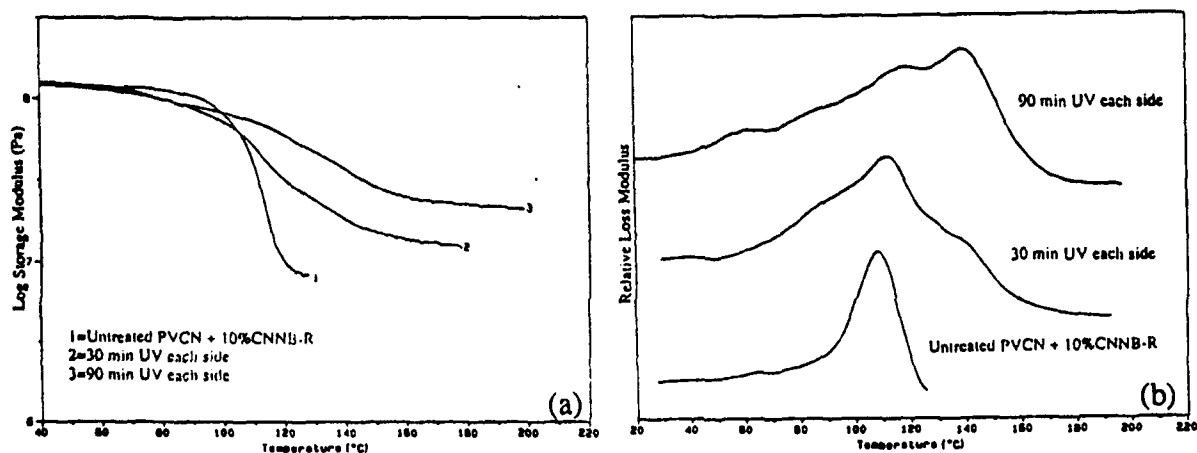 Log Storage Modulus (Pa)
8
7
6
1
2
3
1=Untreated PVCN + 10%CNNB-R
2=30 min UV each side
3=90 min UV each side
(a)
40 60 80 100 120 140 160 180 200 220
Temperature (°C)
Relative Loss Modulus
90 min UV each side
30 min UV each side
Untreated PVCN + 10%CNNB-R
(b)
20 40 60 80 100 120 140 160 180 200 220
Temperature (°C)